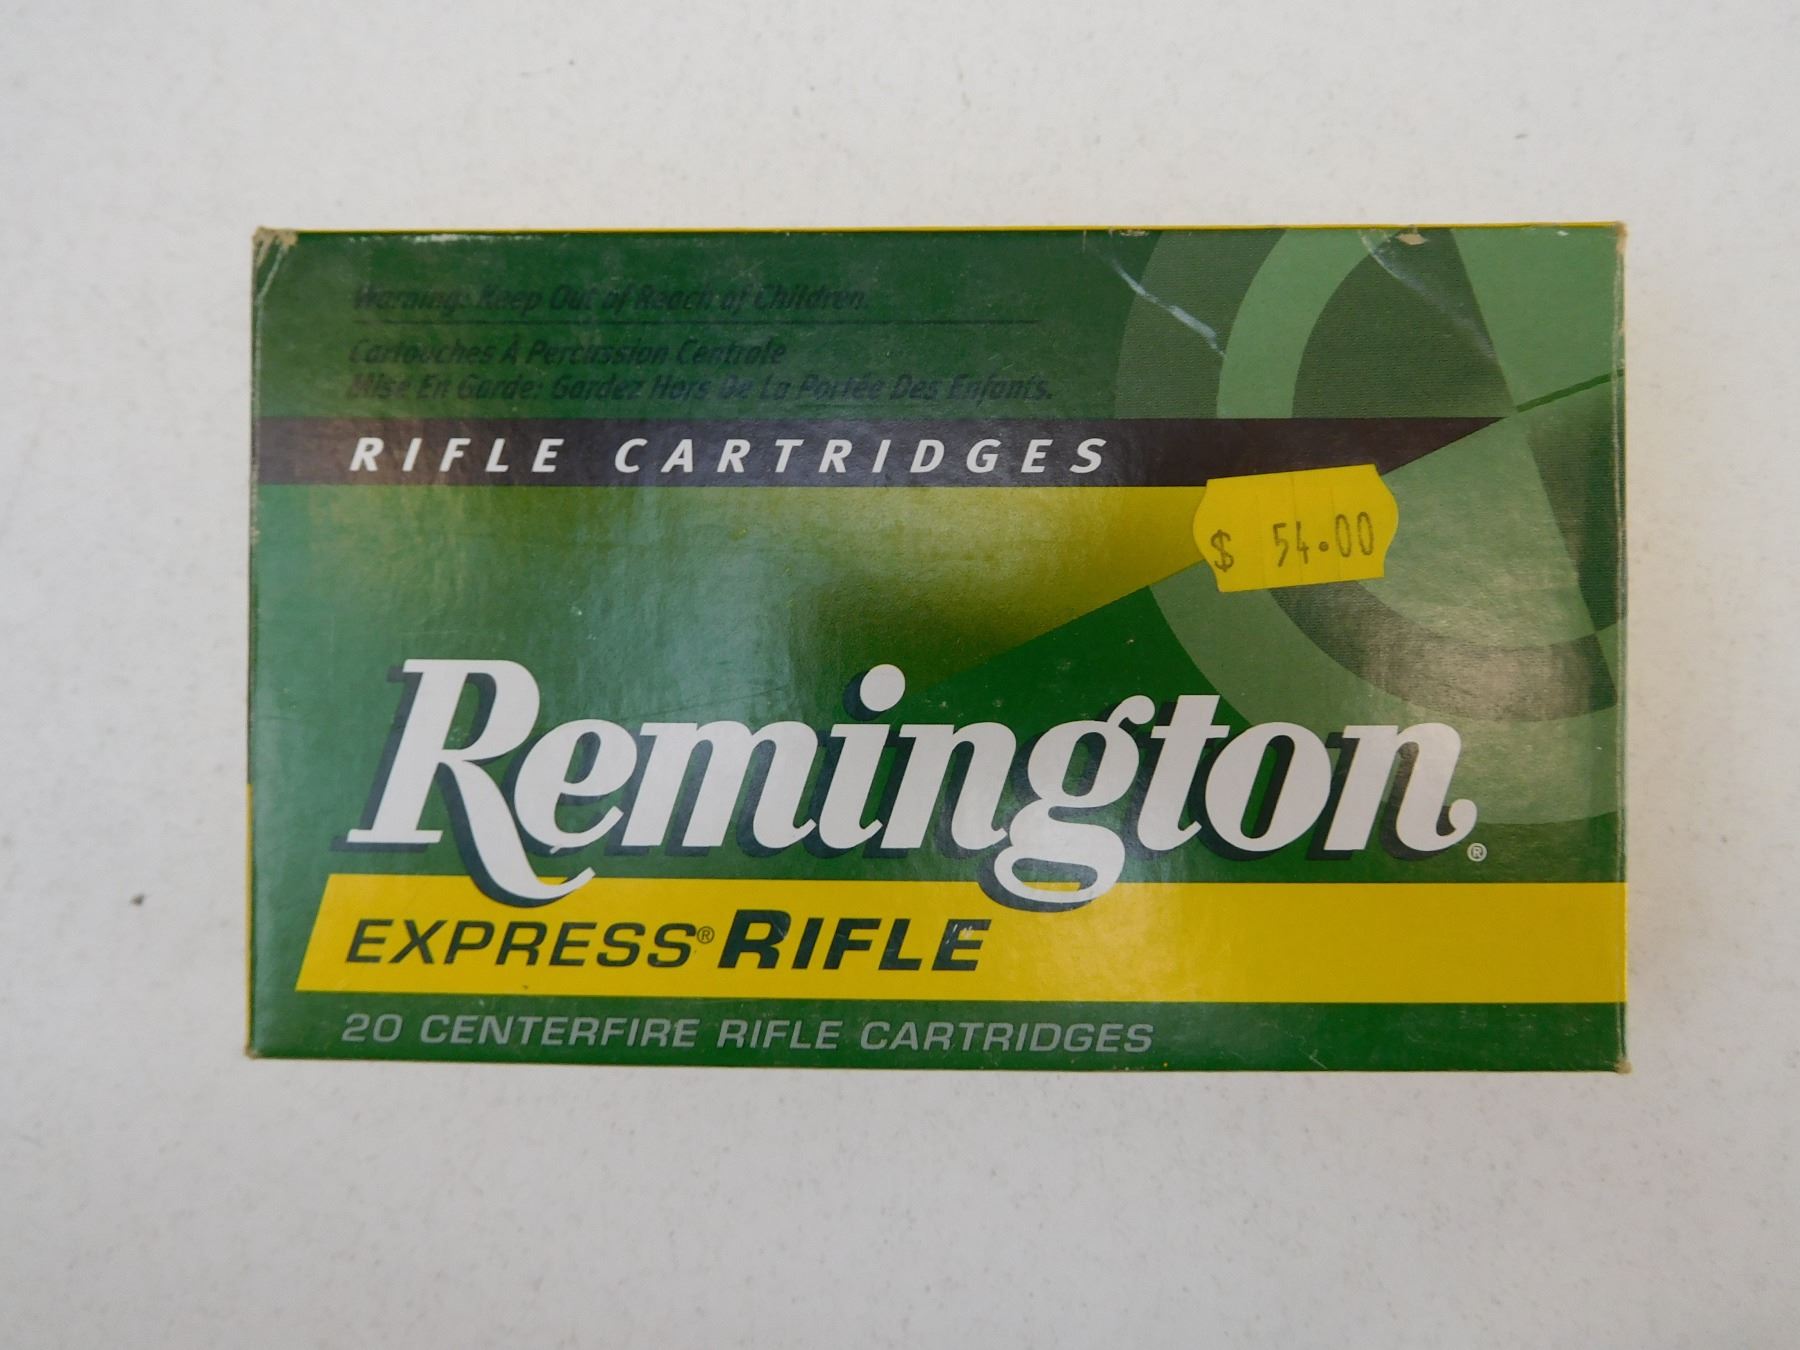 Warning: Keep Out of Reach of Children.
Cartouches À Percussion Centrale
Mise En Garde: Gardez Hors De La Portée Des Enfants.
RIFLE CARTRIDGES
$ 54.00
Remington®
EXPRESS® RIFLE
20 CENTERFIRE RIFLE CARTRIDGES